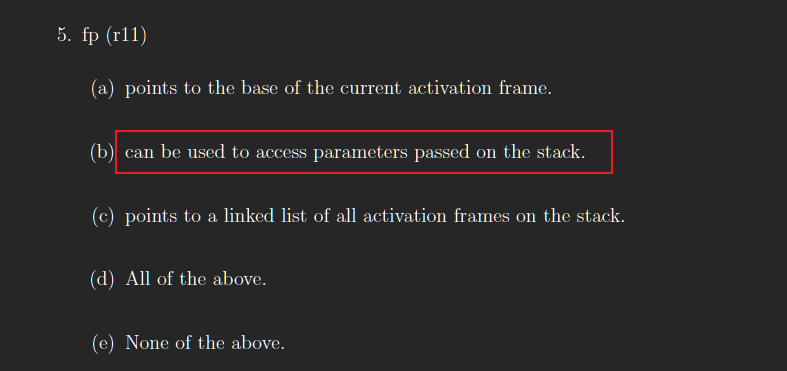 5. fp (r11)
(a) points to the base of the current activation frame.
(b) can be used to access parameters passed on the stack.
(c) points to a linked list of all activation frames on the stack.
(d) All of the above.
(e) None of the above.